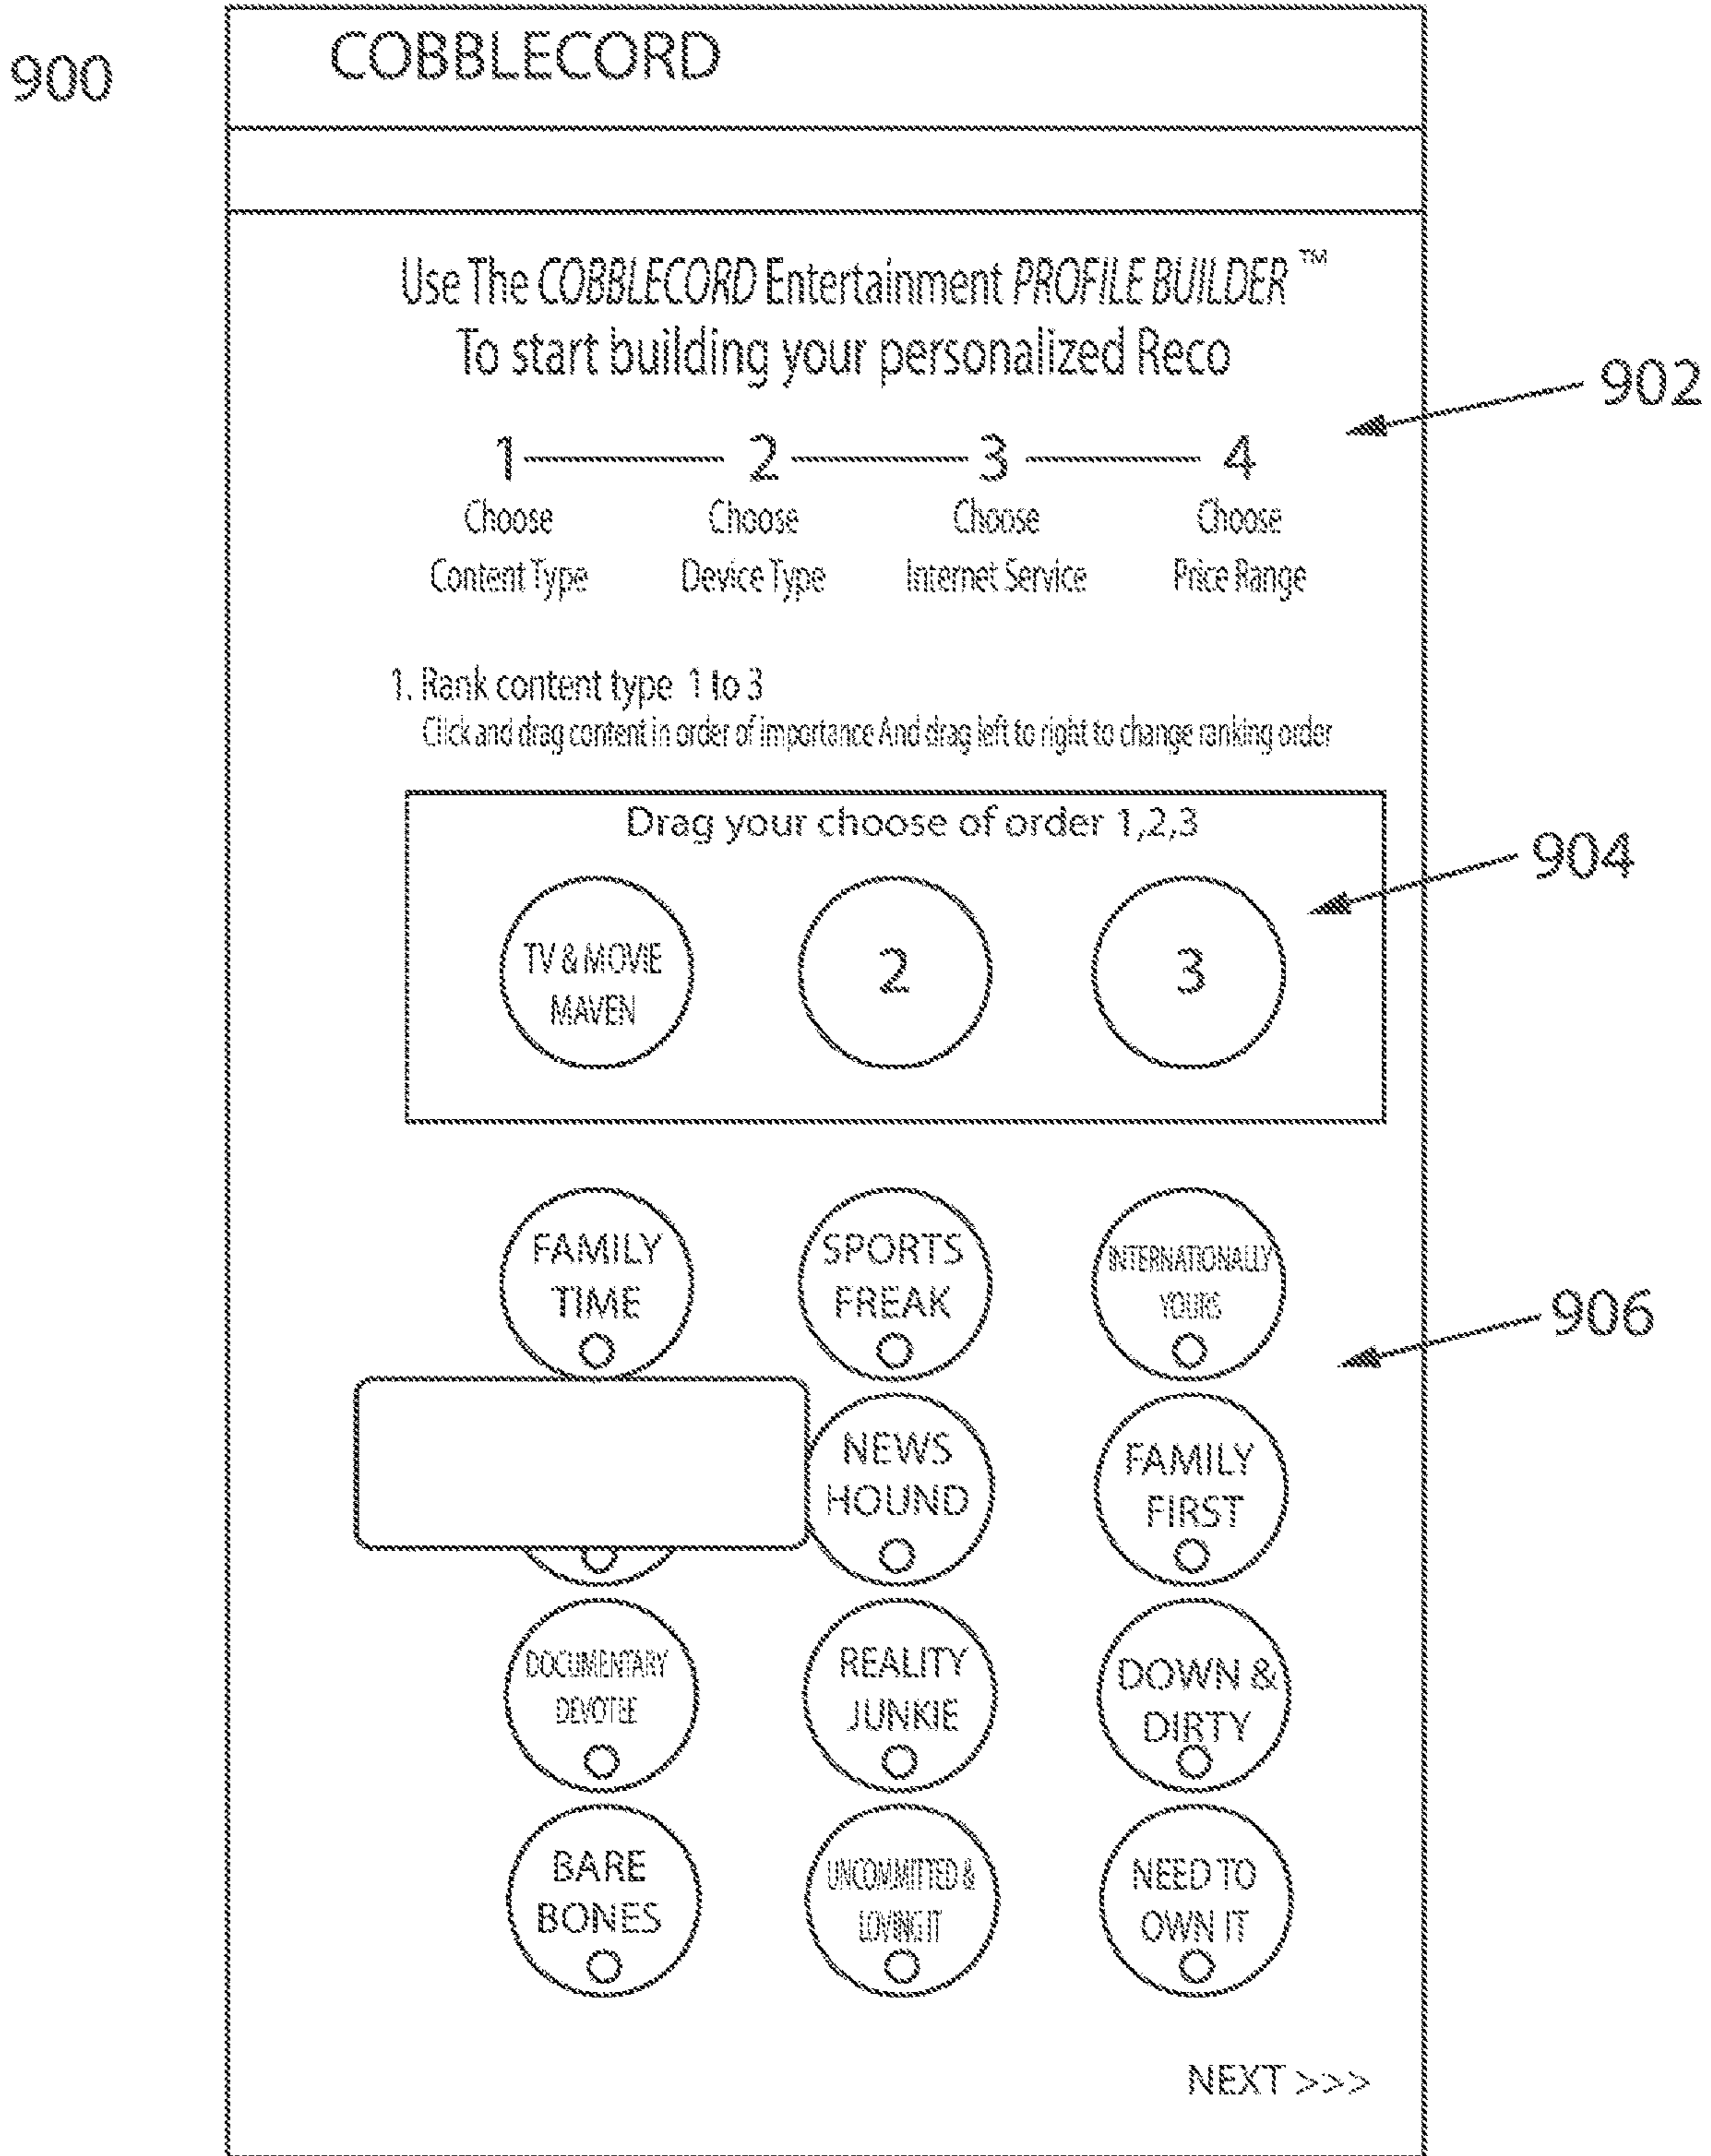 900
COBBLECORD
Use The COBBLECORD Entertainment PROFILE BUILDER ™
To start building your personalized Reco
902
1 2 3 4
Choose Choose Choose Choose
Content Type Device Type Internet Service Price Range
1. Rank content type 1 to 3
Click and drag content in order of importance And drag left to right to change ranking order
Drag your choose of order 1,2,3
904
TV & MOVIE
MAVEN
2
3
FAMILY
TIME
SPORTS
FREAK
INTERNATIONALLY
YOURS
906
NEWS
HOUND
FAMILY
FIRST
DOCUMENTARY
DEVOTEE
REALITY
JUNKIE
DOWN &
DIRTY
BARE
BONES
UNCOMMITTED &
LOVING IT
NEED TO
OWN IT
NEXT >>>